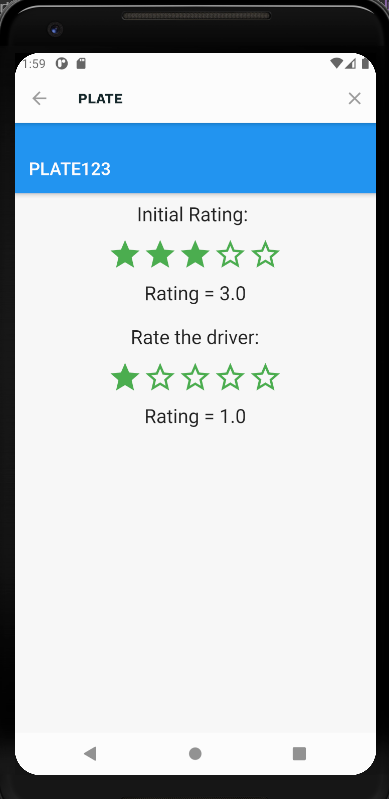 1:59
PLATE
PLATE123
Initial Rating:
Rating = 3.0
Rate the driver:
Rating = 1.0